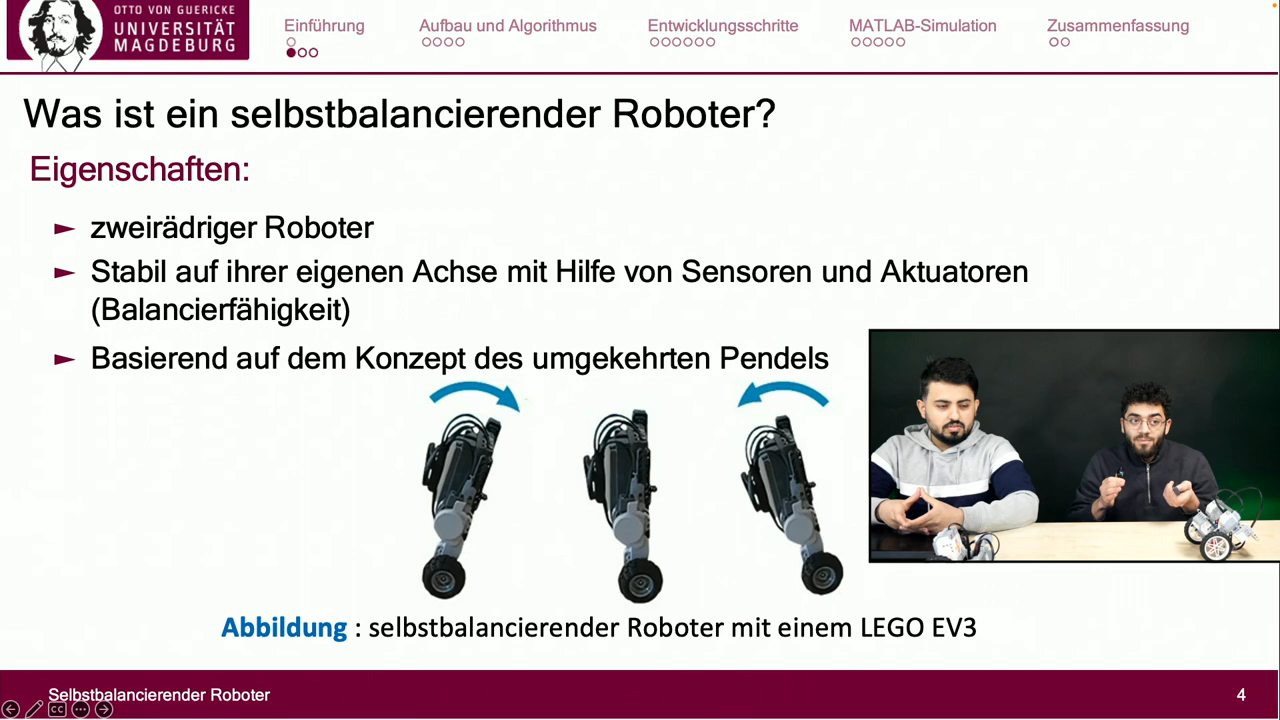 OTTO VON GUERICKE
UNIVERSITÄT
MAGDEBURG
Einführung
Aufbau und Algorithmus
Entwicklungsschritte
MATLAB-Simulation
Zusammenfassung
Was ist ein selbstbalancierender Roboter?
Eigenschaften:
► zweirädriger Roboter
► Stabil auf ihrer eigenen Achse mit Hilfe von Sensoren und Aktuatoren
(Balancierfähigkeit)
► Basierend auf dem Konzept des umgekehrten Pendels
Abbildung : selbstbalancierender Roboter mit einem LEGO EV3
Selbstbalancierender Roboter
4
CC